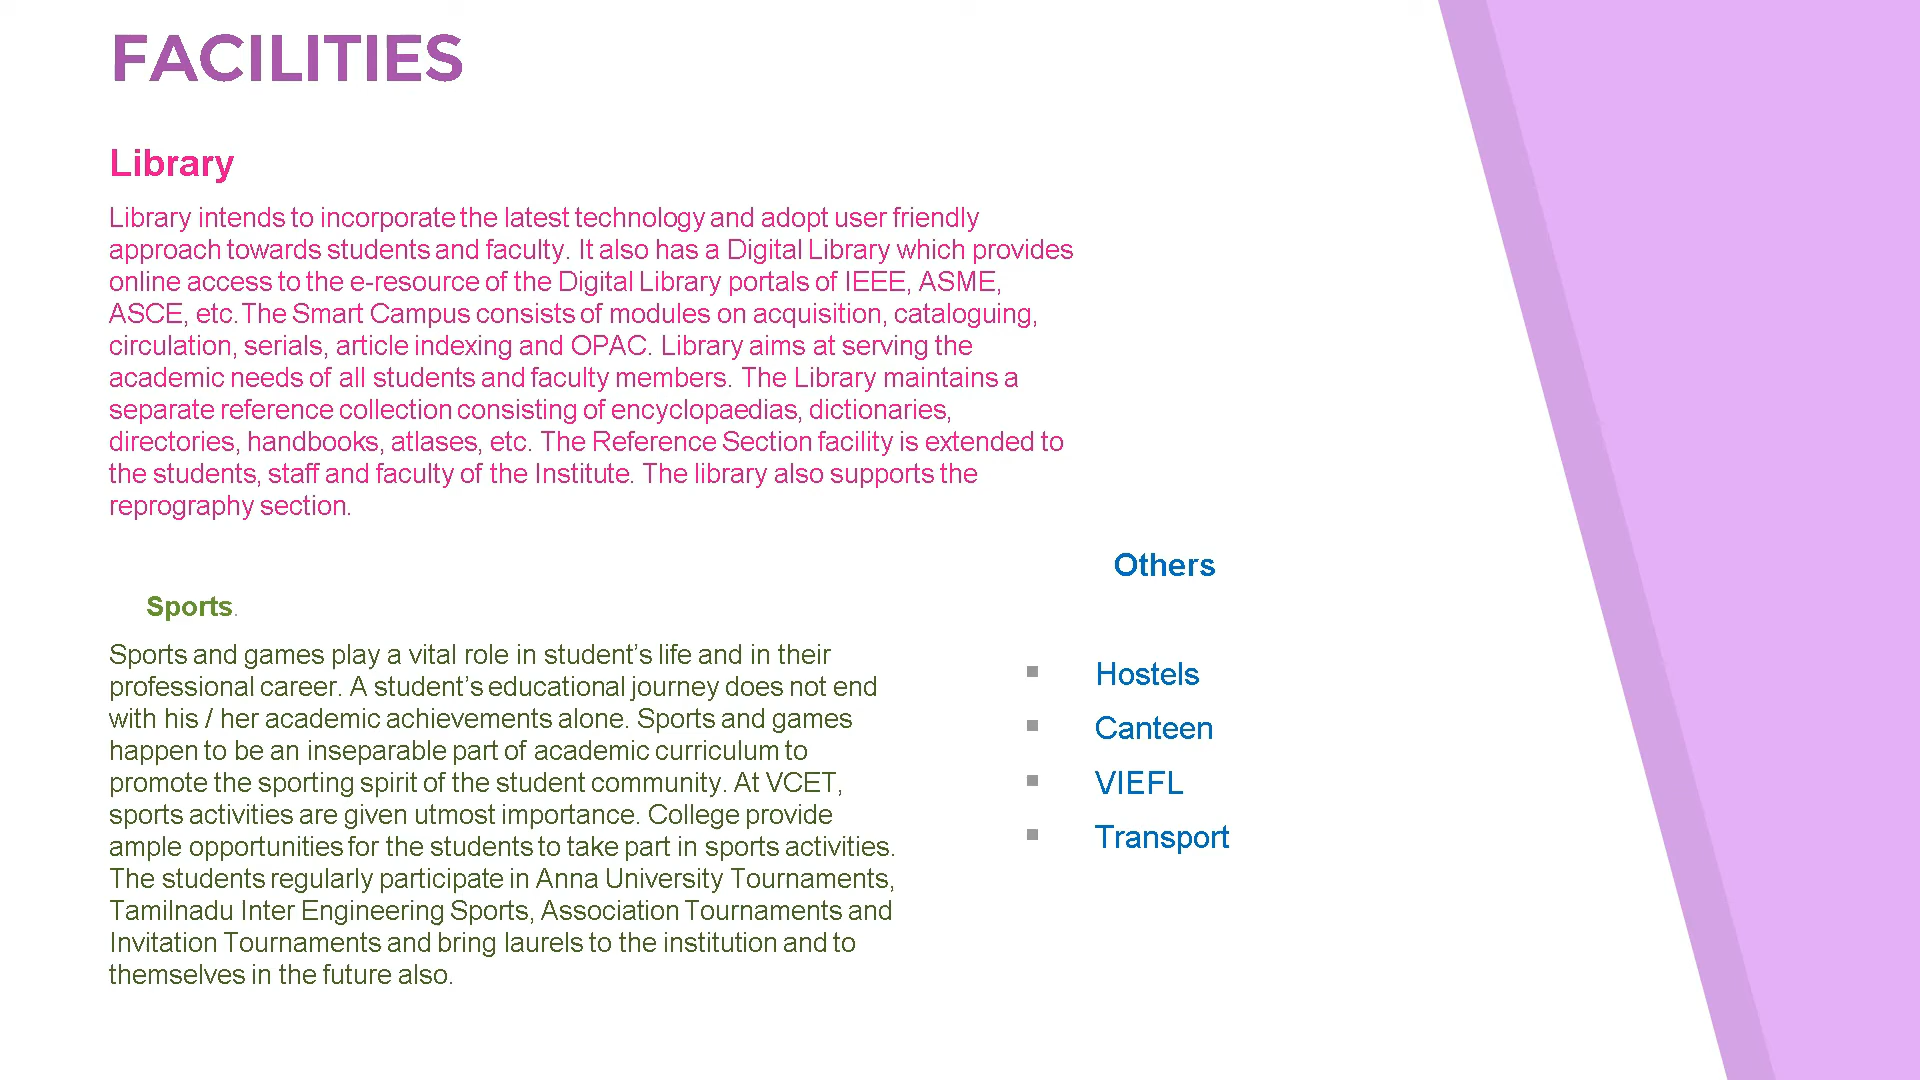 FACILITIES
Library
Library intends to incorporate the latest technology and adopt user friendly
approach towards students and faculty. It also has a Digital Library which provides
online access to the e-resource of the Digital Library portals of IEEE, ASME,
ASCE, etc.The Smart Campus consists of modules on acquisition, cataloguing,
circulation, serials, article indexing and OPAC. Library aims at serving the
academic needs of all students and faculty members. The Library maintains a
separate reference collection consisting of encyclopaedias, dictionaries,
directories, handbooks, atlases, etc. The Reference Section facility is extended to
the students, staff and faculty of the Institute. The library also supports the
reprography section.
Sports.
Sports and games play a vital role in student’s life and in their
professional career. A student’s educational journey does not end
with his / her academic achievements alone. Sports and games
happen to be an inseparable part of academic curriculum to
promote the sporting spirit of the student community. At VCET,
sports activities are given utmost importance. College provide
ample opportunities for the students to take part in sports activities.
The students regularly participate in Anna University Tournaments,
Tamilnadu Inter Engineering Sports, Association Tournaments and
Invitation Tournaments and bring laurels to the institution and to
themselves in the future also.
Others
▪ Hostels
▪ Canteen
▪ VIEFL
▪ Transport